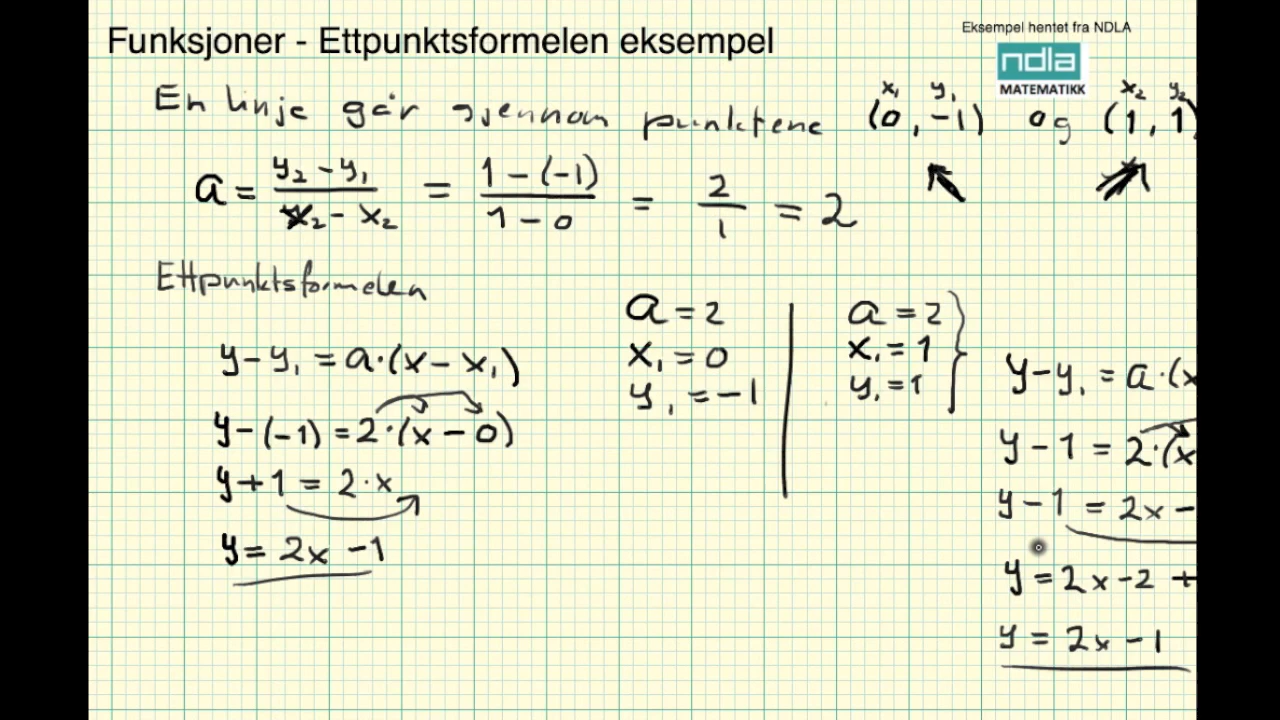 Funksjoner - Ettpunktsformelen eksempel
Eksempel hentet fra NDLA
ndla
MATEMATIKK
x₁ y₁ x₂ y₂
En linje går gjennom punktene (0, -1) og (1, 1)
a = (y₂ - y₁)/(x₂ - x₂) = (1 - (-1))/(1 - 0) = 2/1 = 2
Ettpunktsformelen
y - y₁ = a·(x - x₁)
y - (-1) = 2·(x - 0)
y + 1 = 2·x
y = 2x - 1
a = 2
x₁ = 0
y₁ = -1
a = 2
x₁ = 1
y₁ = 1
y - y₁ = a·(x
y - 1 = 2·(x
y - 1 = 2x -
y = 2x - 2 +
y = 2x - 1